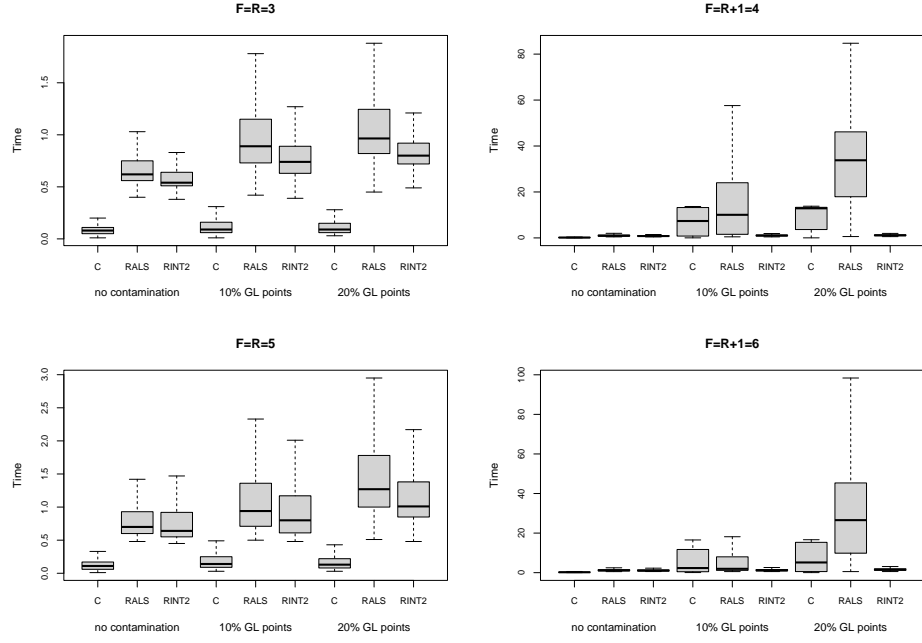 F=R=3
Time
0.0 0.5 1.0 1.5
C RALS RINT2 C RALS RINT2 C RALS RINT2
no contamination 10% GL points 20% GL points
F=R+1=4
Time
0 20 40 60 80
C RALS RINT2 C RALS RINT2 C RALS RINT2
no contamination 10% GL points 20% GL points
F=R=5
Time
0.0 0.5 1.0 1.5 2.0 2.5 3.0
C RALS RINT2 C RALS RINT2 C RALS RINT2
no contamination 10% GL points 20% GL points
F=R+1=6
Time
0 20 40 60 80 100
C RALS RINT2 C RALS RINT2 C RALS RINT2
no contamination 10% GL points 20% GL points